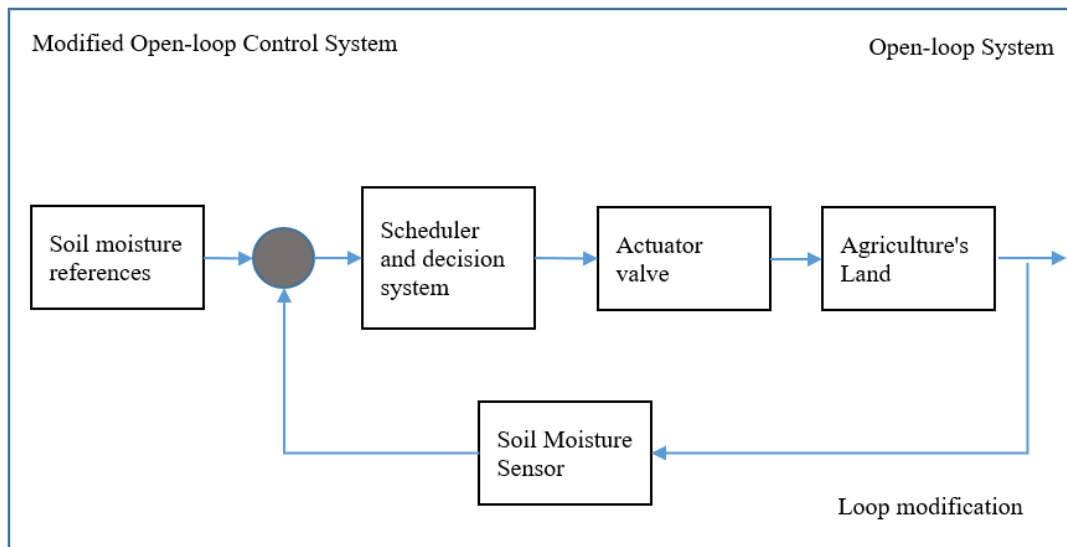 Modified Open-loop Control System
Open-loop System
Soil moisture
references
Scheduler
and decision
system
Actuator
valve
Agriculture's
Land
Soil Moisture
Sensor
Loop modification